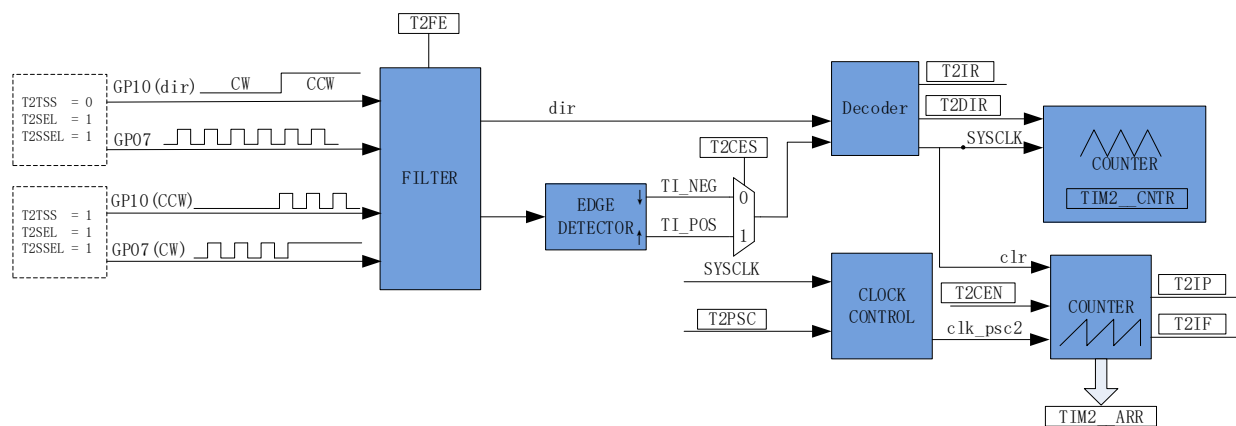 T2FE
T2TSS = 0
T2SEL = 1
T2SSEL = 1
GP10(dir)
CW
CCW
GP07
T2TSS = 1
T2SEL = 1
T2SSEL = 1
GP10(CCW)
GP07(CW)
FILTER
dir
EDGE
DETECTOR
↓
↑
TI_NEG
TI_POS
T2CES
0
1
Decoder
T2IR
T2DIR
SYSCLK
COUNTER
TIM2__CNTR
SYSCLK
T2PSC
CLOCK
CONTROL
clr
T2CEN
clk_psc2
COUNTER
T2IP
T2IF
TIM2__ARR